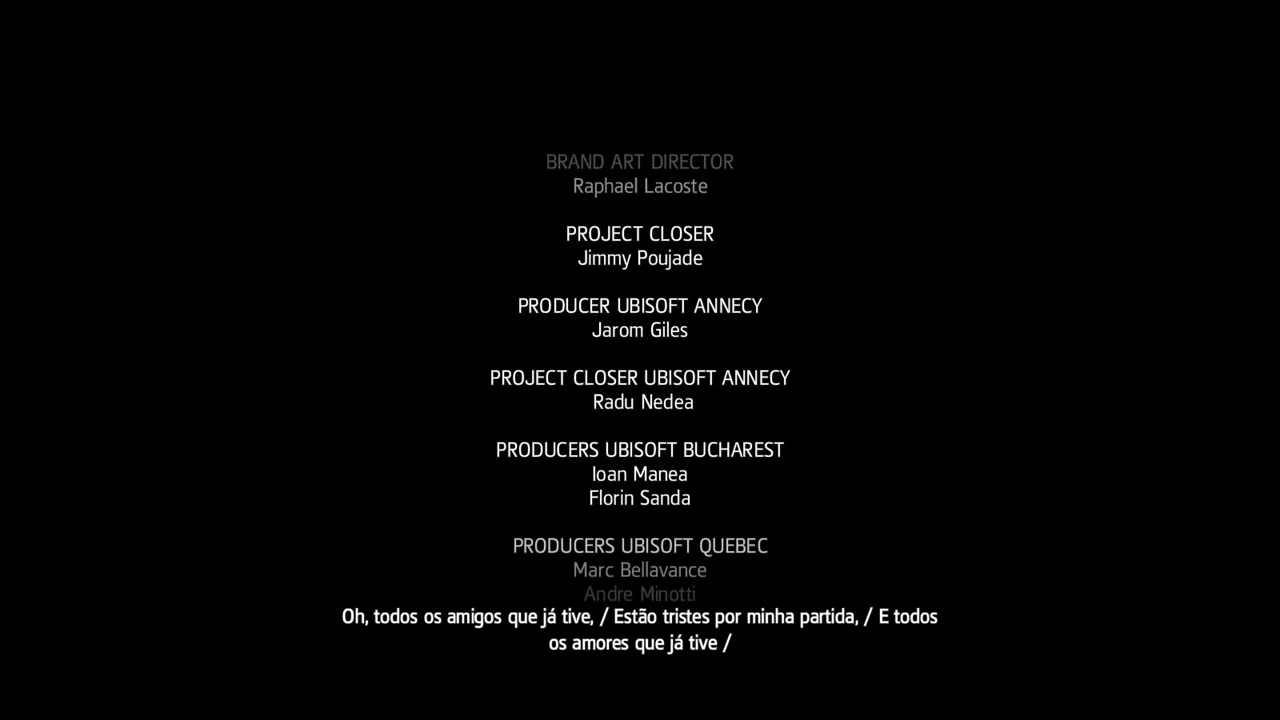 BRAND ART DIRECTOR
Raphael Lacoste
PROJECT CLOSER
Jimmy Poujade
PRODUCER UBISOFT ANNECY
Jarom Giles
PROJECT CLOSER UBISOFT ANNECY
Radu Nedea
PRODUCERS UBISOFT BUCHAREST
Ioan Manea
Florin Sanda
PRODUCERS UBISOFT QUEBEC
Marc Bellavance
Andre Minotti
Oh, todos os amigos que já tive, / Estão tristes por minha partida, / E todos
os amores que já tive /